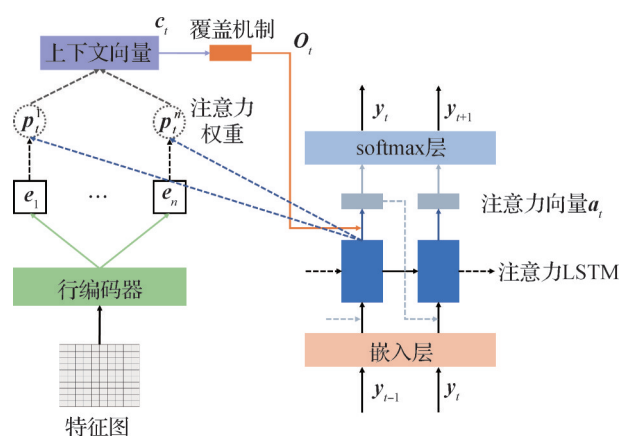 c_t
覆盖机制
O_t
上下文向量
p_t^1
p_t^n
注意力
权重
e_1
...
e_n
行编码器
特征图
y_t
y_{t+1}
softmax层
注意力向量a_t
注意力LSTM
嵌入层
y_{t-1}
y_t